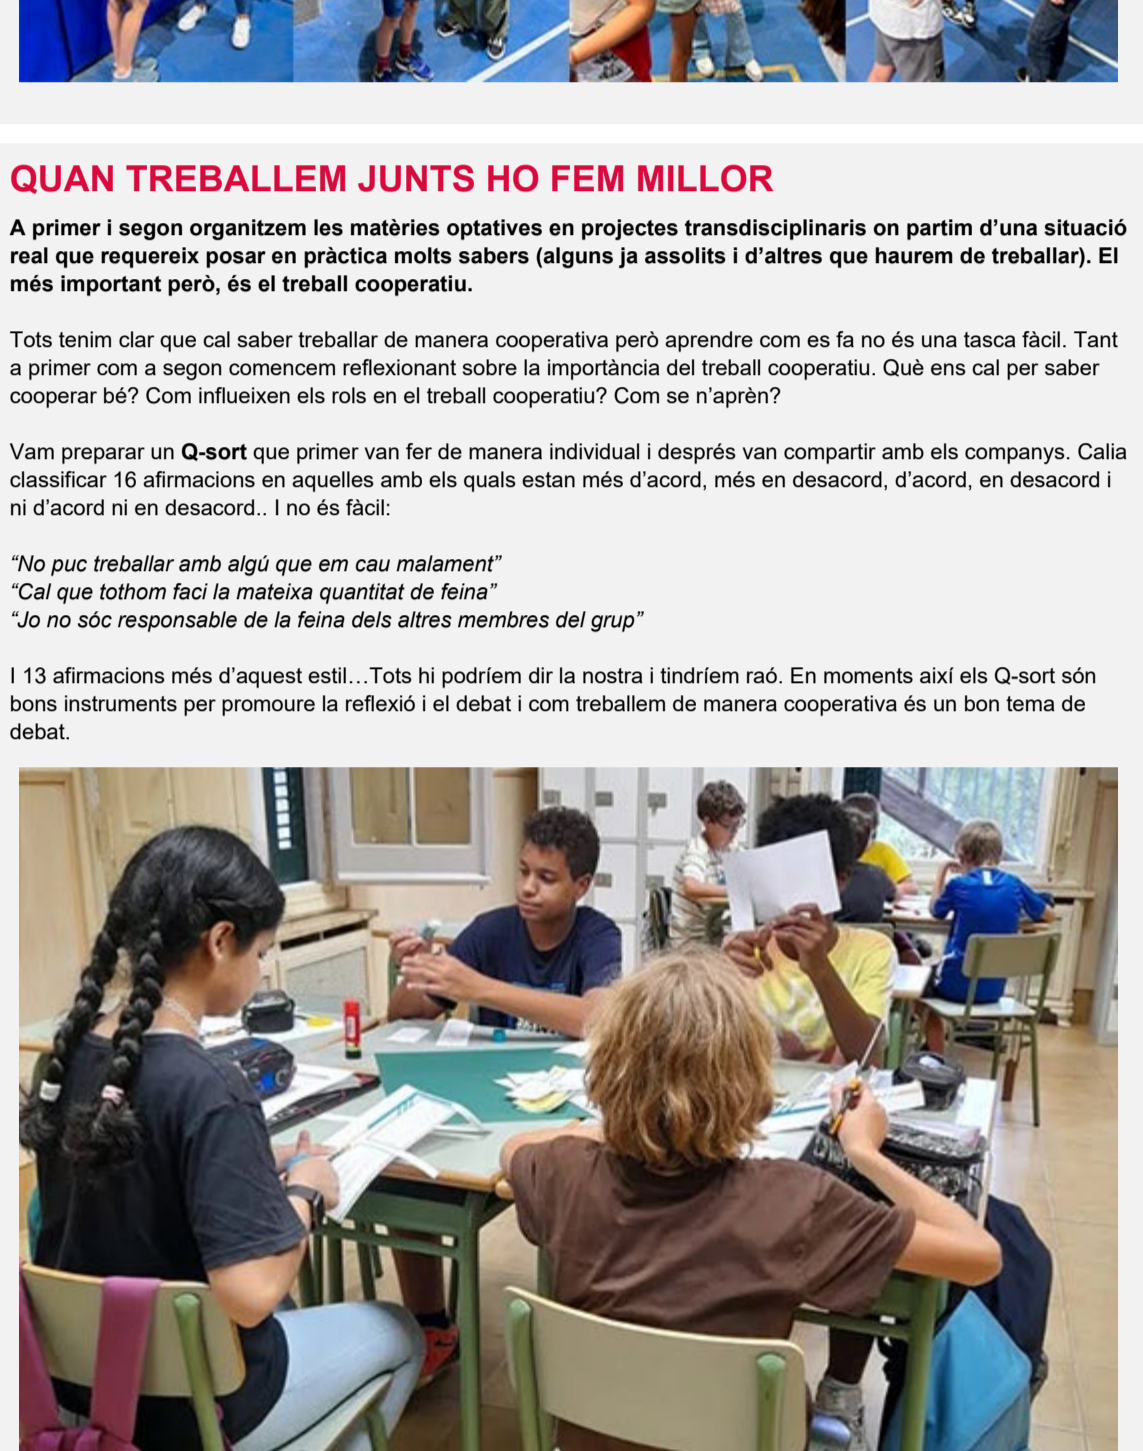 QUAN TREBALLEM JUNTS HO FEM MILLOR
A primer i segon organitzem les matèries optatives en projectes transdisciplinaris on partim d’una situació
real que requereix posar en pràctica molts sabers (alguns ja assolits i d’altres que haurem de treballar). El
més important però, és el treball cooperatiu.
Tots tenim clar que cal saber treballar de manera cooperativa però aprendre com es fa no és una tasca fàcil. Tant
a primer com a segon comencem reflexionant sobre la importància del treball cooperatiu. Què ens cal per saber
cooperar bé? Com influeixen els rols en el treball cooperatiu? Com se n’aprèn?
Vam preparar un Q-sort que primer van fer de manera individual i després van compartir amb els companys. Calia
classificar 16 afirmacions en aquelles amb els quals estan més d’acord, més en desacord, d’acord, en desacord i
ni d’acord ni en desacord.. I no és fàcil:
“No puc treballar amb algú que em cau malament”
“Cal que tothom faci la mateixa quantitat de feina”
“Jo no sóc responsable de la feina dels altres membres del grup”
I 13 afirmacions més d’aquest estil…Tots hi podríem dir la nostra i tindríem raó. En moments així els Q-sort són
bons instruments per promoure la reflexió i el debat i com treballem de manera cooperativa és un bon tema de
debat.